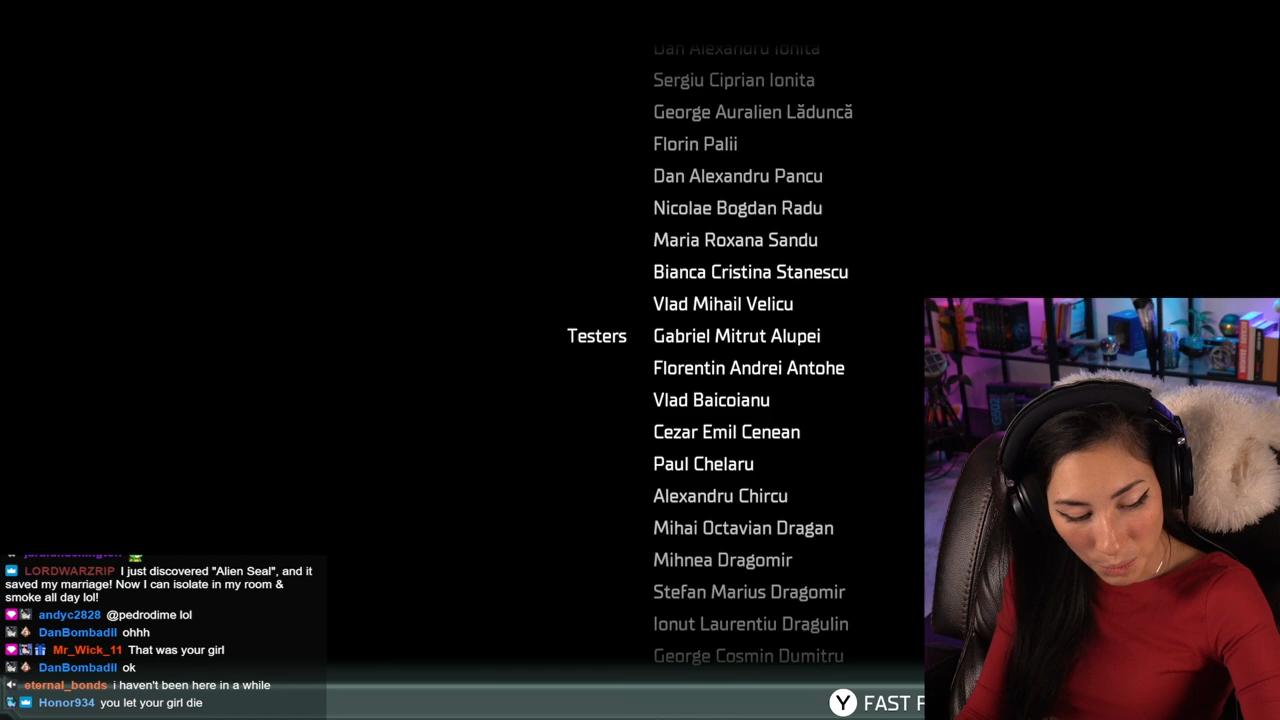 Dan Alexandru Ionita
Sergiu Ciprian Ionita
George Auralien Lăduncă
Florin Palii
Dan Alexandru Pancu
Nicolae Bogdan Radu
Maria Roxana Sandu
Bianca Cristina Stanescu
Vlad Mihail Velicu
Testers Gabriel Mitrut Alupei
Florentin Andrei Antohe
Vlad Baicoianu
Cezar Emil Cenean
Paul Chelaru
Alexandru Chircu
Mihai Octavian Dragan
Mihnea Dragomir
Stefan Marius Dragomir
Ionut Laurentiu Dragulin
George Cosmin Dumitru
Y FAST F
LORDWARZRIP I just discovered "Alien Seal", and it
saved my marriage! Now I can isolate in my room &
smoke all day lol!
andyc2828 @pedrodime lol
DanBombadil ohhh
Mr_Wick_11 That was your girl
DanBombadil ok
eternal_bonds i haven't been here in a while
Honor934 you let your girl die
G502